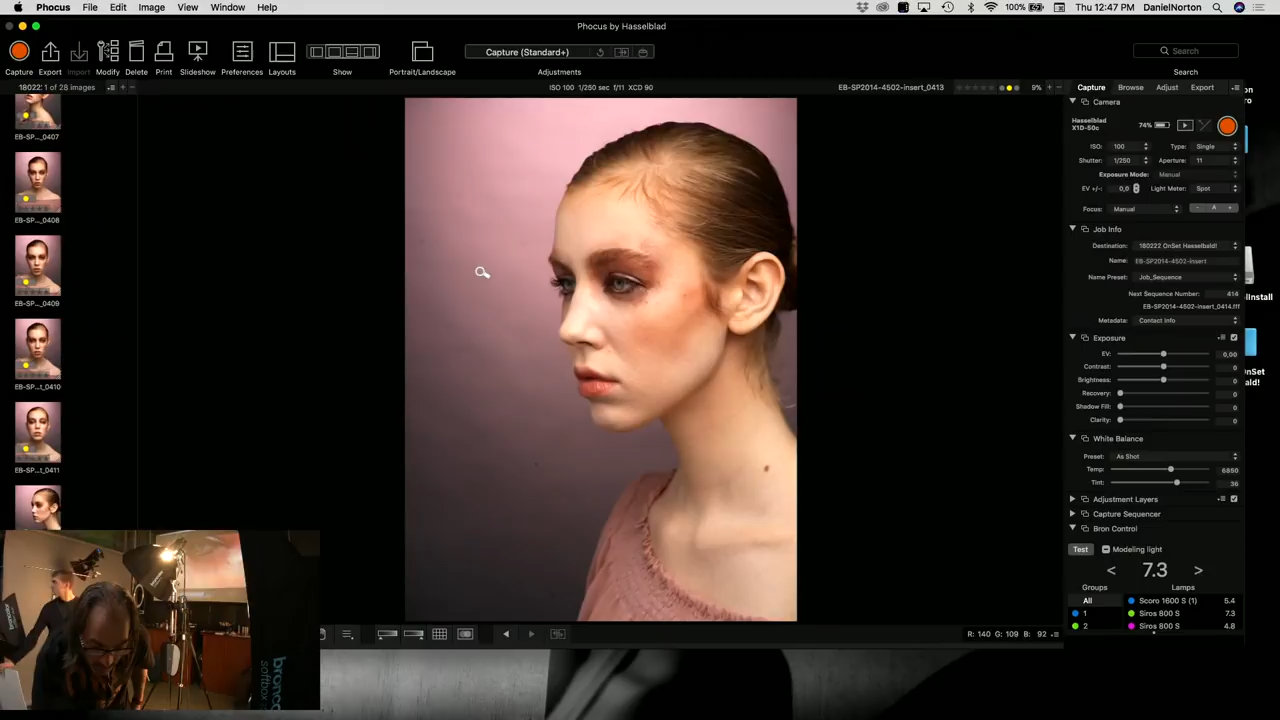 Phocus File Edit Image View Window Help
100% Thu 12:47 PM DanielNorton
Phocus by Hasselblad
Capture Export Import Modify Delete Print Slideshow Preferences Layouts Show Portrait/Landscape
Capture (Standard+)
Adjustments
Search
Search
18022: 1 of 28 images
ISO 100 1/250 sec f/11 XCD 90
EB-SP2014-4502-insert_0413
9%
Capture Browse Adjust Export
EB-SP..._0407
EB-SP..._0408
EB-SP..._0409
EB-SP...t_0410
EB-SP...t_0411
Camera
Hasselblad
X1D-50c
74%
ISO: 100 Type: Single
Shutter: 1/250 Aperture: 11
Exposure Mode: Manual
EV +/-: 0,0 Light Meter: Spot
Focus: Manual - A +
Job Info
Destination: 180222 OnSet Hasselbald!
Name: EB-SP2014-4502-insert
Name Preset: Job_Sequence
Next Sequence Number: 414
EB-SP2014-4502-insert_0414.fff
Metadata: Contact Info
Exposure
EV: 0,00
Contrast: 0
Brightness: 0
Recovery: 0
Shadow Fill: 0
Clarity: 0
White Balance
Preset: As Shot
Temp: 6850
Tint: 36
Adjustment Layers
Capture Sequencer
Bron Control
Test Modeling light
< 7.3 >
Groups Lamps
All Scoro 1600 S (1) 5.4
1 Siros 800 S 7.3
2 Siros 800 S 4.8
R: 140 G: 109 B: 92
on
ro
lInstall
OnSet
bald!
softbox